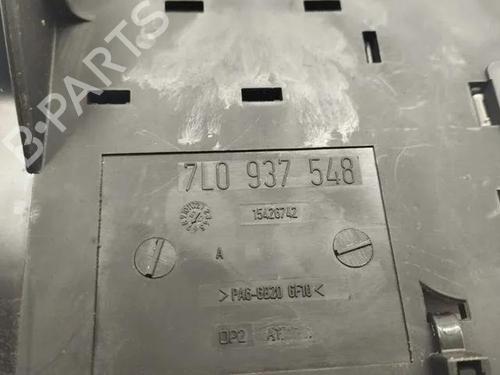 B-PARTS
7L0 937 548
15426742
A
>PA6-GB20 GF10<
DP2